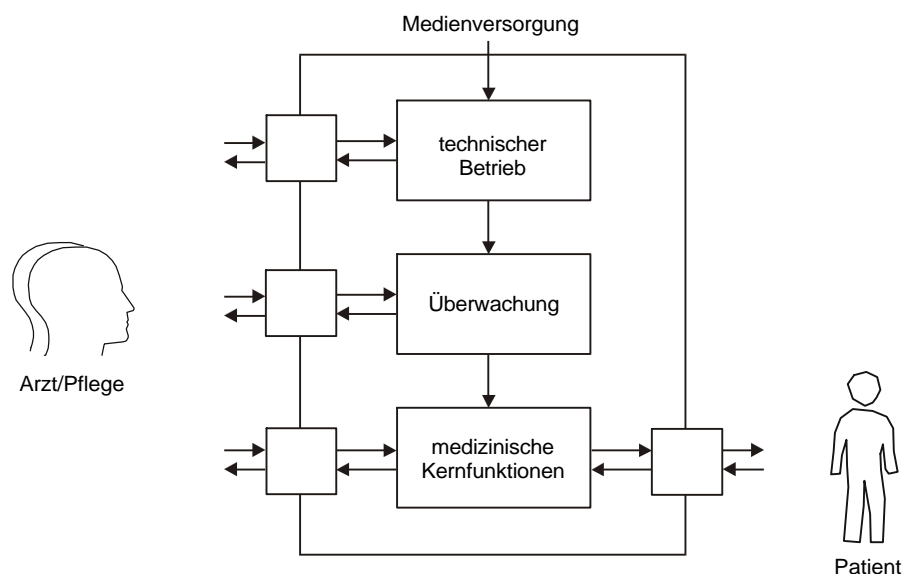 Medienversorgung
technischer
Betrieb
Überwachung
Arzt/Pflege
medizinische
Kernfunktionen
Patient